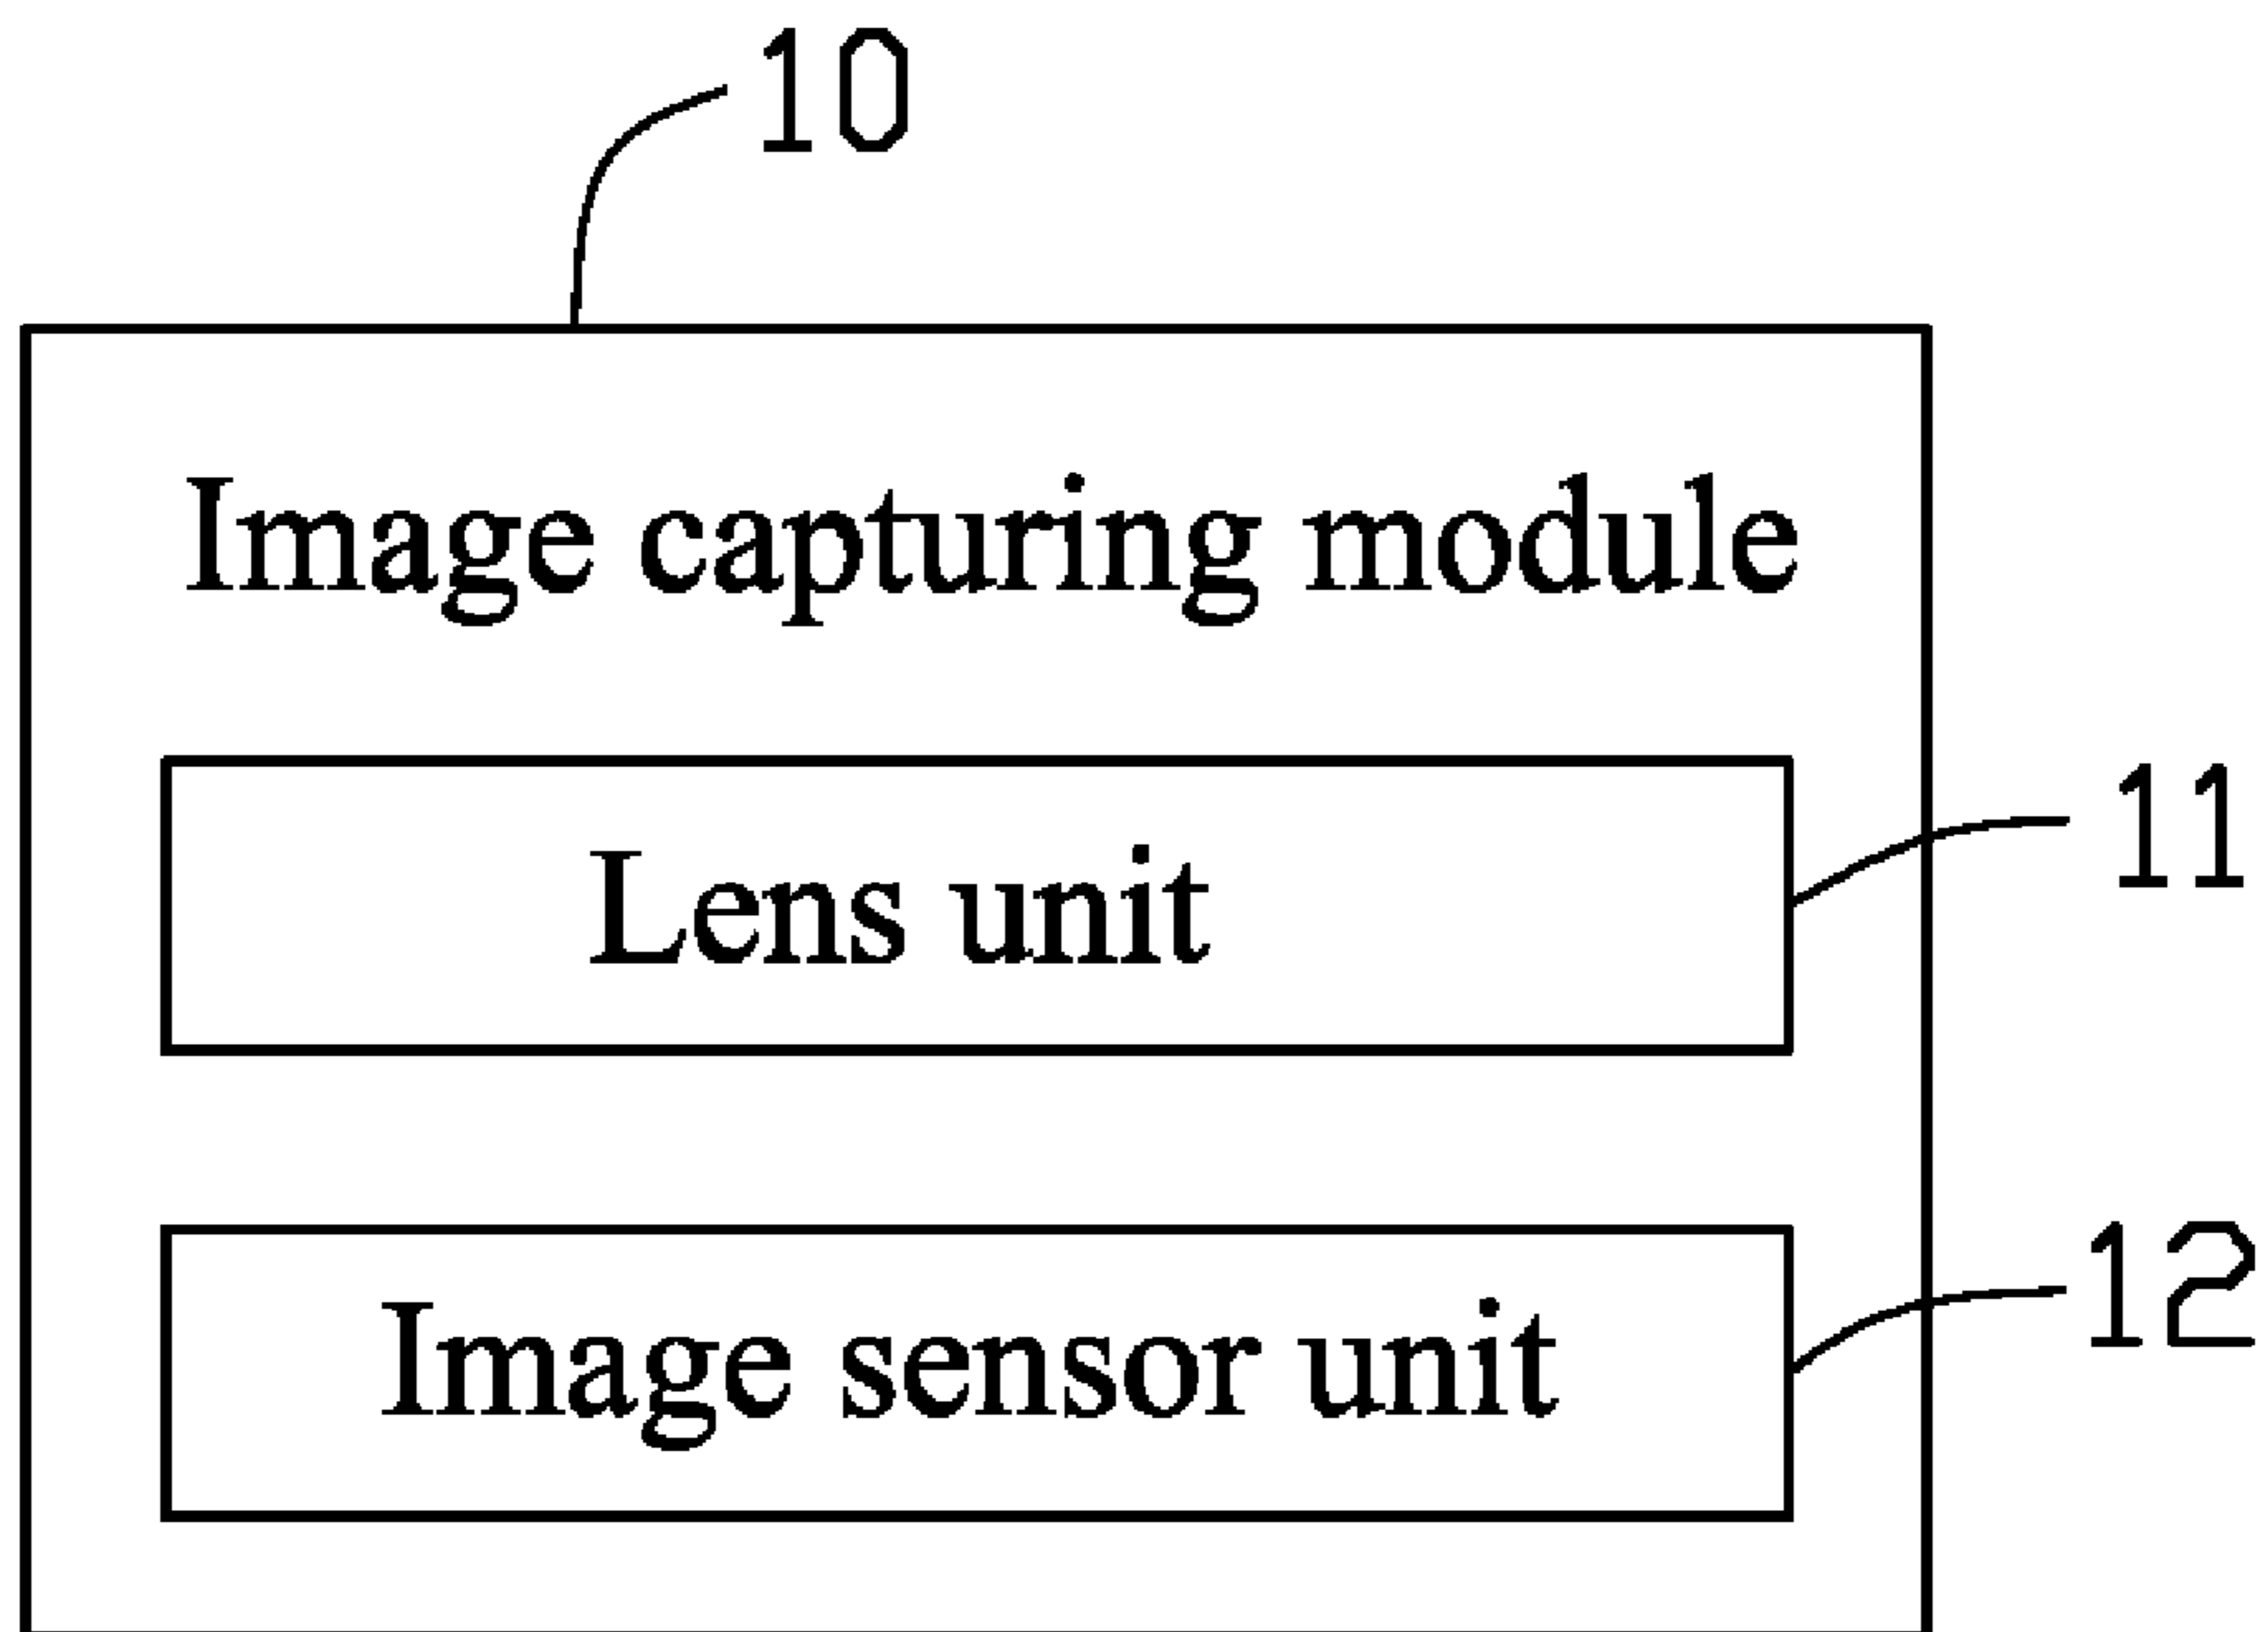 10
Image capturing module
11
Lens unit
12
Image sensor unit